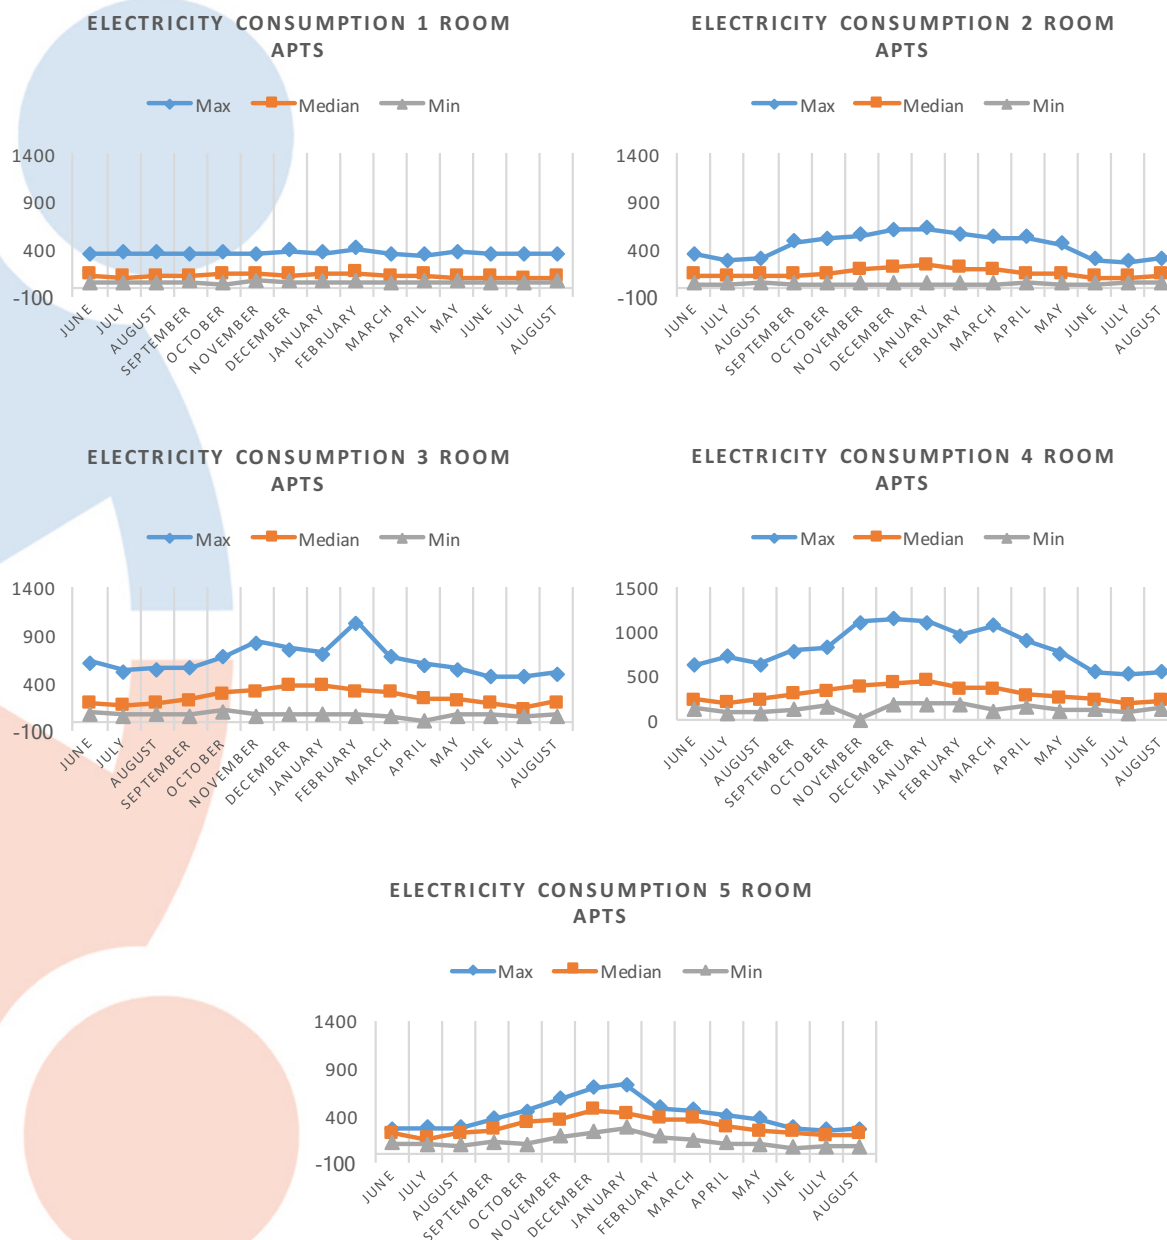 ELECTRICITY CONSUMPTION 1 ROOM
APTS
Max Median Min
1400
900
400
-100
JUNE JULY AUGUST SEPTEMBER OCTOBER NOVEMBER DECEMBER JANUARY FEBRUARY MARCH APRIL MAY JUNE JULY AUGUST
ELECTRICITY CONSUMPTION 2 ROOM
APTS
Max Median Min
1400
900
400
-100
JUNE JULY AUGUST SEPTEMBER OCTOBER NOVEMBER DECEMBER JANUARY FEBRUARY MARCH APRIL MAY JUNE JULY AUGUST
ELECTRICITY CONSUMPTION 3 ROOM
APTS
Max Median Min
1400
900
400
-100
JUNE JULY AUGUST SEPTEMBER OCTOBER NOVEMBER DECEMBER JANUARY FEBRUARY MARCH APRIL MAY JUNE JULY AUGUST
ELECTRICITY CONSUMPTION 4 ROOM
APTS
Max Median Min
1500
1000
500
0
JUNE JULY AUGUST SEPTEMBER OCTOBER NOVEMBER DECEMBER JANUARY FEBRUARY MARCH APRIL MAY JUNE JULY AUGUST
ELECTRICITY CONSUMPTION 5 ROOM
APTS
Max Median Min
1400
900
400
-100
JUNE JULY AUGUST SEPTEMBER OCTOBER NOVEMBER DECEMBER JANUARY FEBRUARY MARCH APRIL MAY JUNE JULY AUGUST